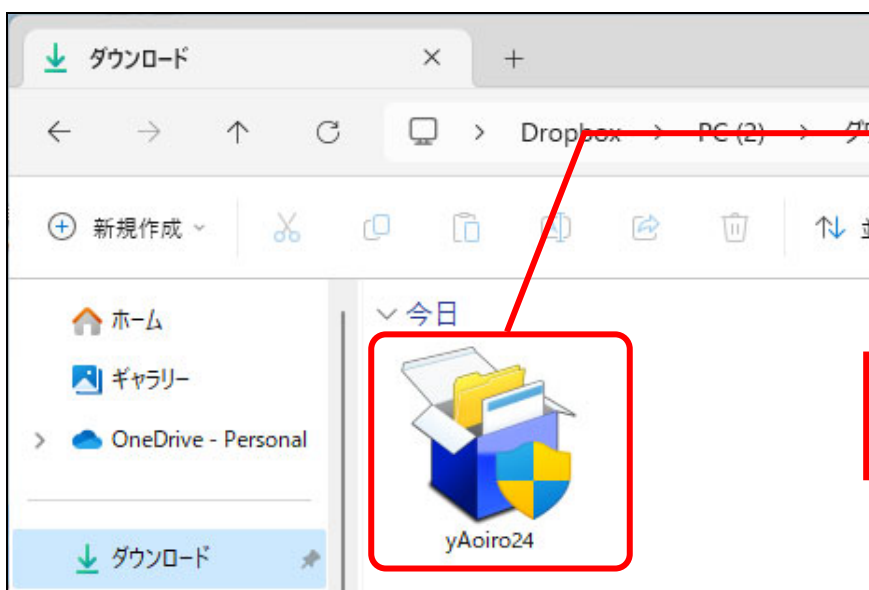 ダウンロード
Dropbox > PC (2) > ダ
新規作成
今日
ホーム
ギャラリー
OneDrive - Personal
ダウンロード
yAoiro24